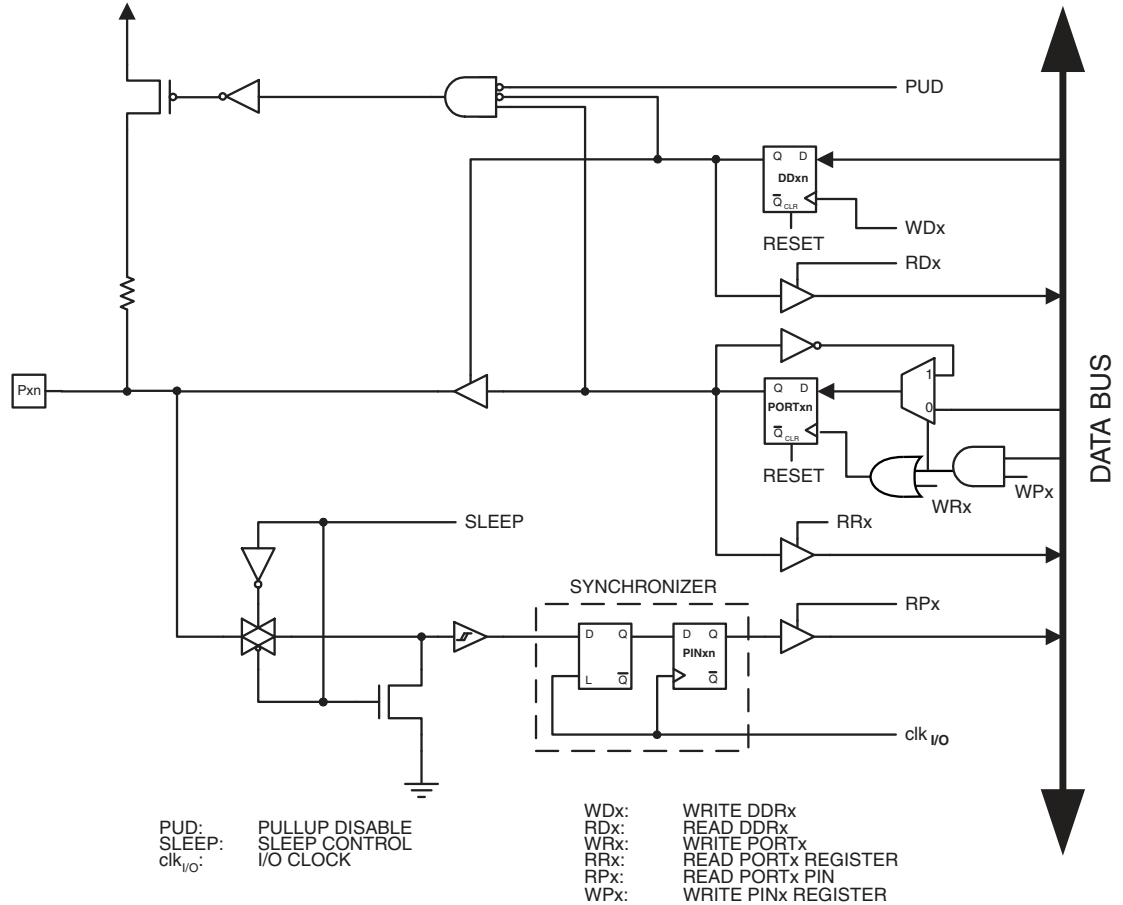 PUD
Q D
DDxn
Q CLR
WDx
RESET
RDx
Pxn
1
Q D
PORTxn
0
Q CLR
RESET
WRx
WPx
DATA BUS
SLEEP
RRx
SYNCHRONIZER
RPx
D Q
D Q
PINxn
L Q
Q
clk I/O
PUD: PULLUP DISABLE
SLEEP: SLEEP CONTROL
clkI/O: I/O CLOCK
WDx: WRITE DDRx
RDx: READ DDRx
WRx: WRITE PORTx
RRx: READ PORTx REGISTER
RPx: READ PORTx PIN
WPx: WRITE PINx REGISTER